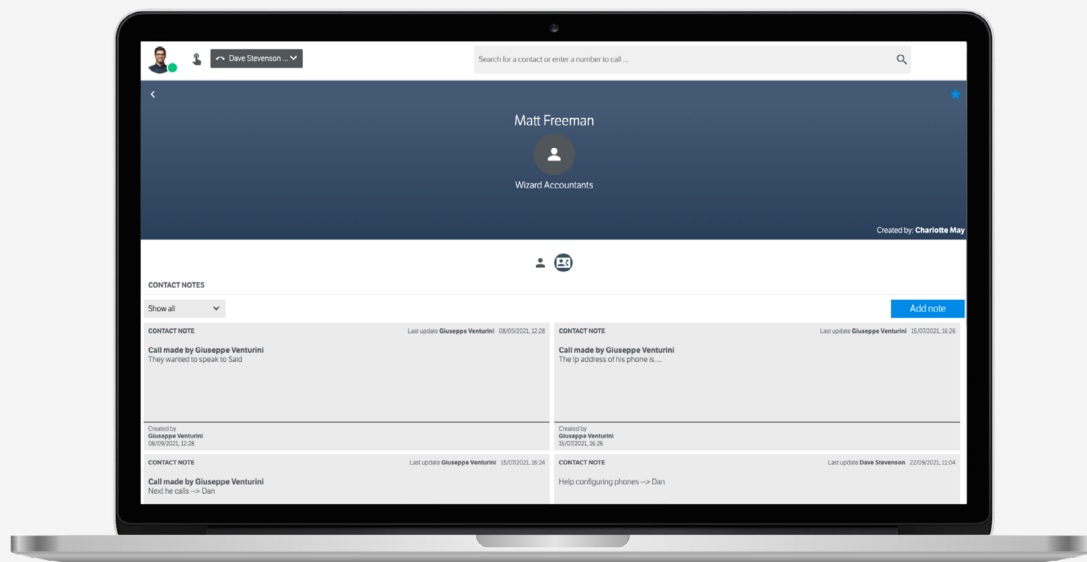 Dave Stevenson ...
Search for a contact or enter a number to call ...
Matt Freeman
Wizard Accountants
Created by: Charlotte May
CONTACT NOTES
Show all
Add note
CONTACT NOTE
Last update Giuseppe Venturini 08/09/2021, 12:28
Call made by Giuseppe Venturini
They wanted to speak to Said
Created by
Giuseppe Venturini
08/09/2021, 12:28
CONTACT NOTE
Last update Giuseppe Venturini 15/07/2021, 16:26
Call made by Giuseppe Venturini
The Ip address of his phone is....
Created by
Giuseppe Venturini
15/07/2021, 16:26
CONTACT NOTE
Last update Giuseppe Venturini 15/07/2021, 16:24
Call made by Giuseppe Venturini
Next he calls --> Dan
CONTACT NOTE
Last update Dave Stevenson 22/09/2021, 11:04
Help configuring phones --> Dan